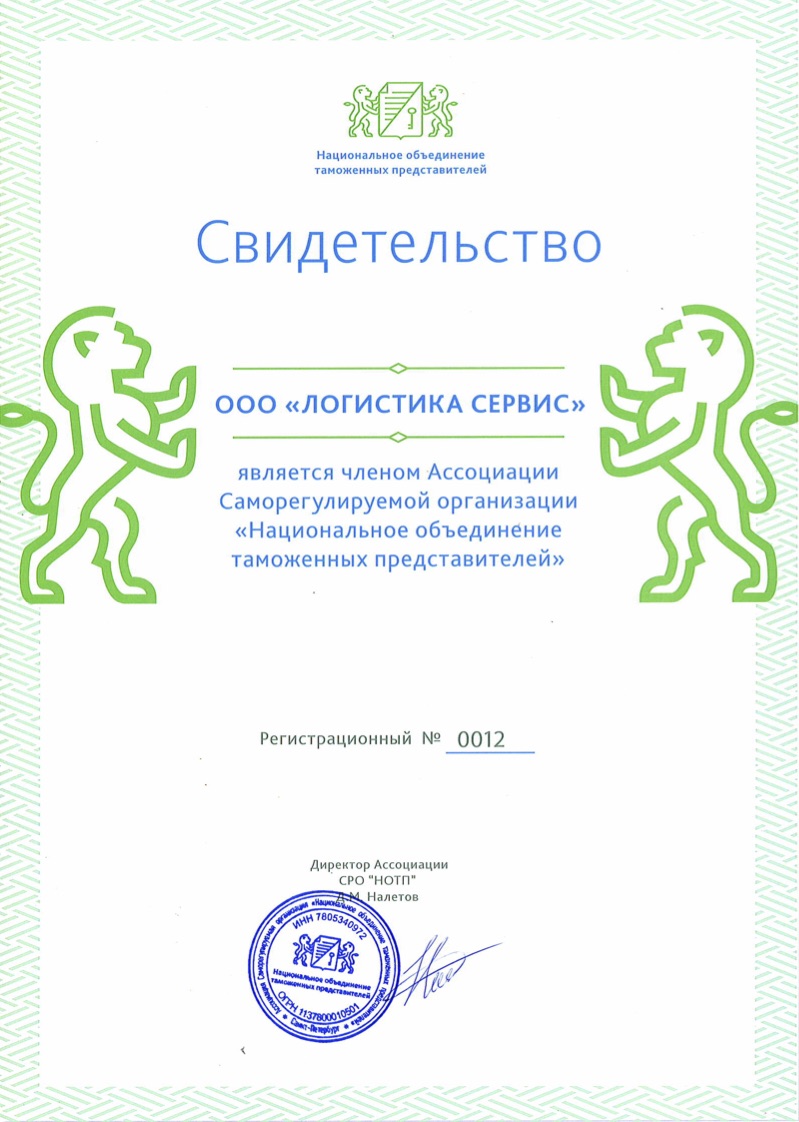 Национальное объединение
таможенных представителей
Свидетельство
ООО «ЛОГИСТИКА СЕРВИС»
является членом Ассоциации
Саморегулируемой организации
«Национальное объединение
таможенных представителей»
Регистрационный № 0012
Директор Ассоциации
СРО "НОТП"
Д.М. Налетов
Ассоциация Саморегулируемая организация «Национальное объединение таможенных представителей»
ИНН 7805340972
Национальное объединение
таможенных представителей
ОГРН 1137800010501
* Санкт-Петербург *